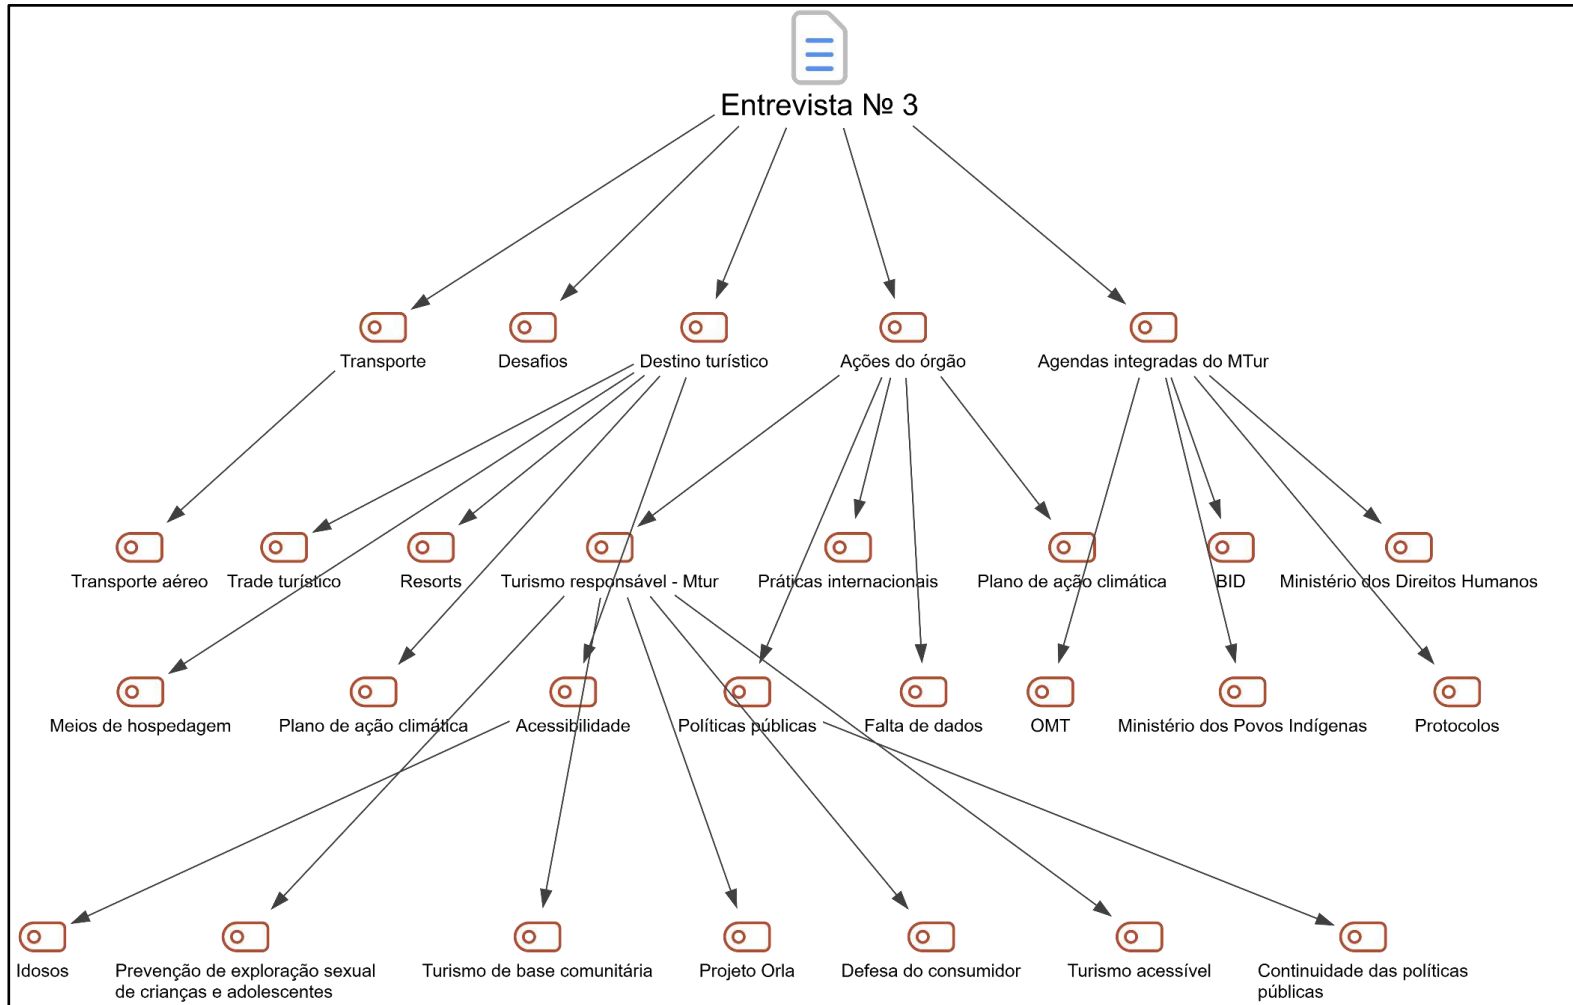 Entrevista № 3
Transporte
Desafios
Destino turístico
Ações do órgão
Agendas integradas do MTur
Transporte aéreo
Trade turístico
Resorts
Turismo responsável - Mtur
Práticas internacionais
Plano de ação climática
BID
Ministério dos Direitos Humanos
Meios de hospedagem
Plano de ação climática
Acessibilidade
Políticas públicas
Falta de dados
OMT
Ministério dos Povos Indígenas
Protocolos
Idosos
Prevenção de exploração sexual
de crianças e adolescentes
Turismo de base comunitária
Projeto Orla
Defesa do consumidor
Turismo acessível
Continuidade das políticas
públicas